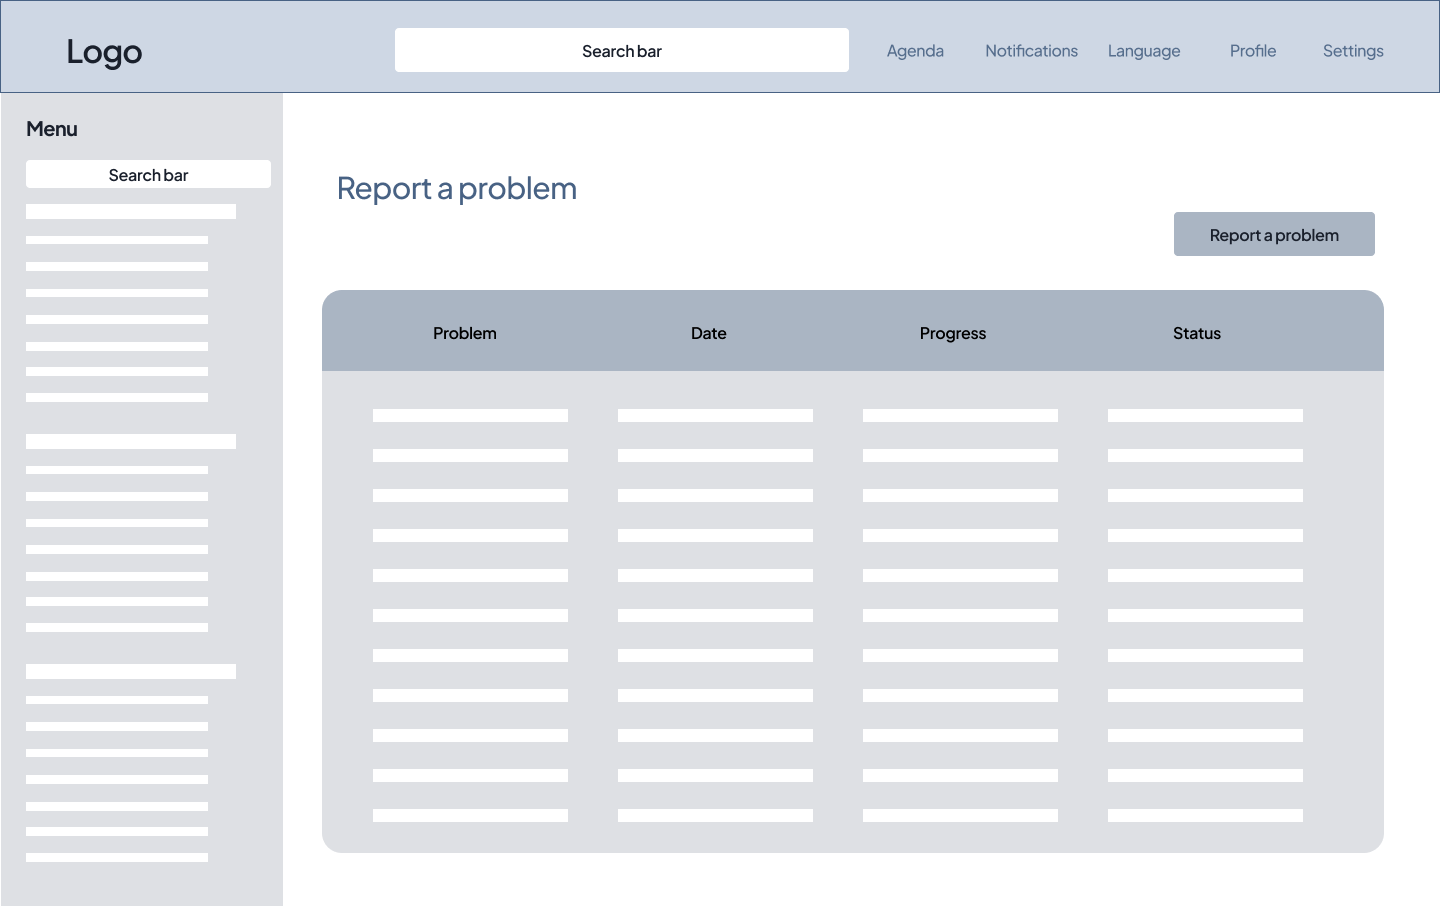 Logo
Search bar
Agenda
Notifications
Language
Profile
Settings
Menu
Search bar
Report a problem
Report a problem
Problem
Date
Progress
Status